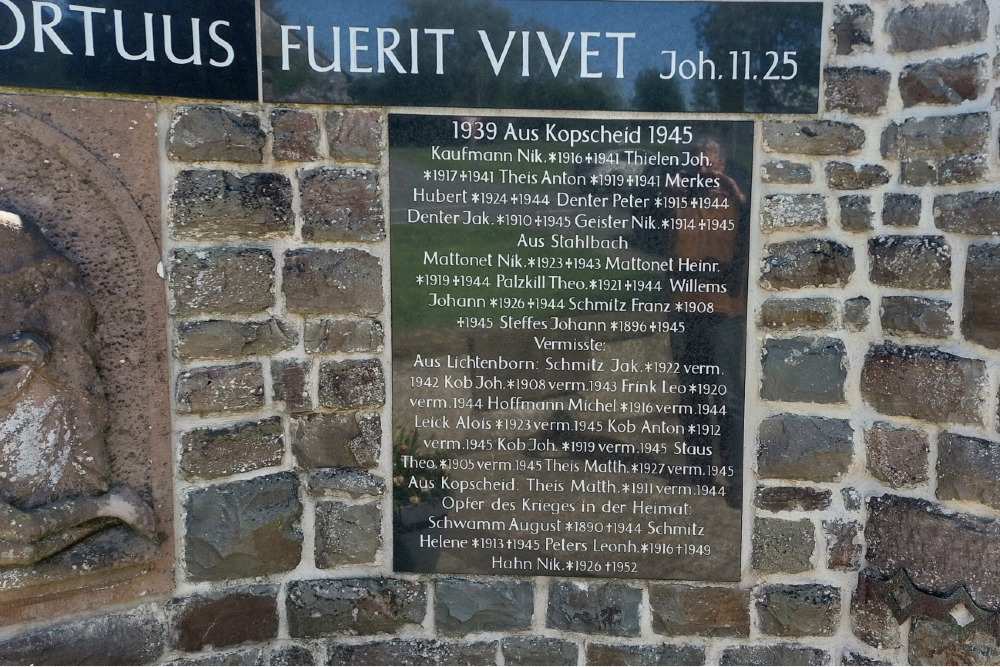 ORTUUS
FUERIT VIVET Joh. 11.25
1939 Aus Kopscheid 1945
Kaufmann Nik. *1916 +1941 Thielen Joh.
*1917 +1941 Theis Anton *1919 +1941 Merkes
Hubert *1924 +1944 Denter Peter *1915 +1944
Denter Jak. *1910 +1945 Geister Nik. *1914 +1945
Aus Stahlbach
Mattonet Nik. *1923 +1943 Mattonet Heinr.
*1919 +1944 Palzkill Theo. *1921 +1944 Willems
Johann *1926 +1944 Schmitz Franz *1908
+1945 Steffes Johann *1896 +1945
Vermisste:
Aus Lichtenborn: Schmitz Jak. *1922 verm.
1942 Kob Joh. *1908 verm. 1943 Frink Leo *1920
verm. 1944 Hoffmann Michel *1916 verm. 1944
Leick Alois *1923 verm. 1945 Kob Anton *1912
verm. 1945 Kob Joh. *1919 verm. 1945 Staus
Theo. *1905 verm. 1945 Theis Matth. *1927 verm. 1945
Aus Kopscheid: Theis Matth. *1911 verm. 1944
Opfer des Krieges in der Heimat:
Schwamm August *1890 +1944 Schmitz
Helene *1913 +1945 Peters Leonh. *1916 +1949
Hahn Nik. *1926 +1952